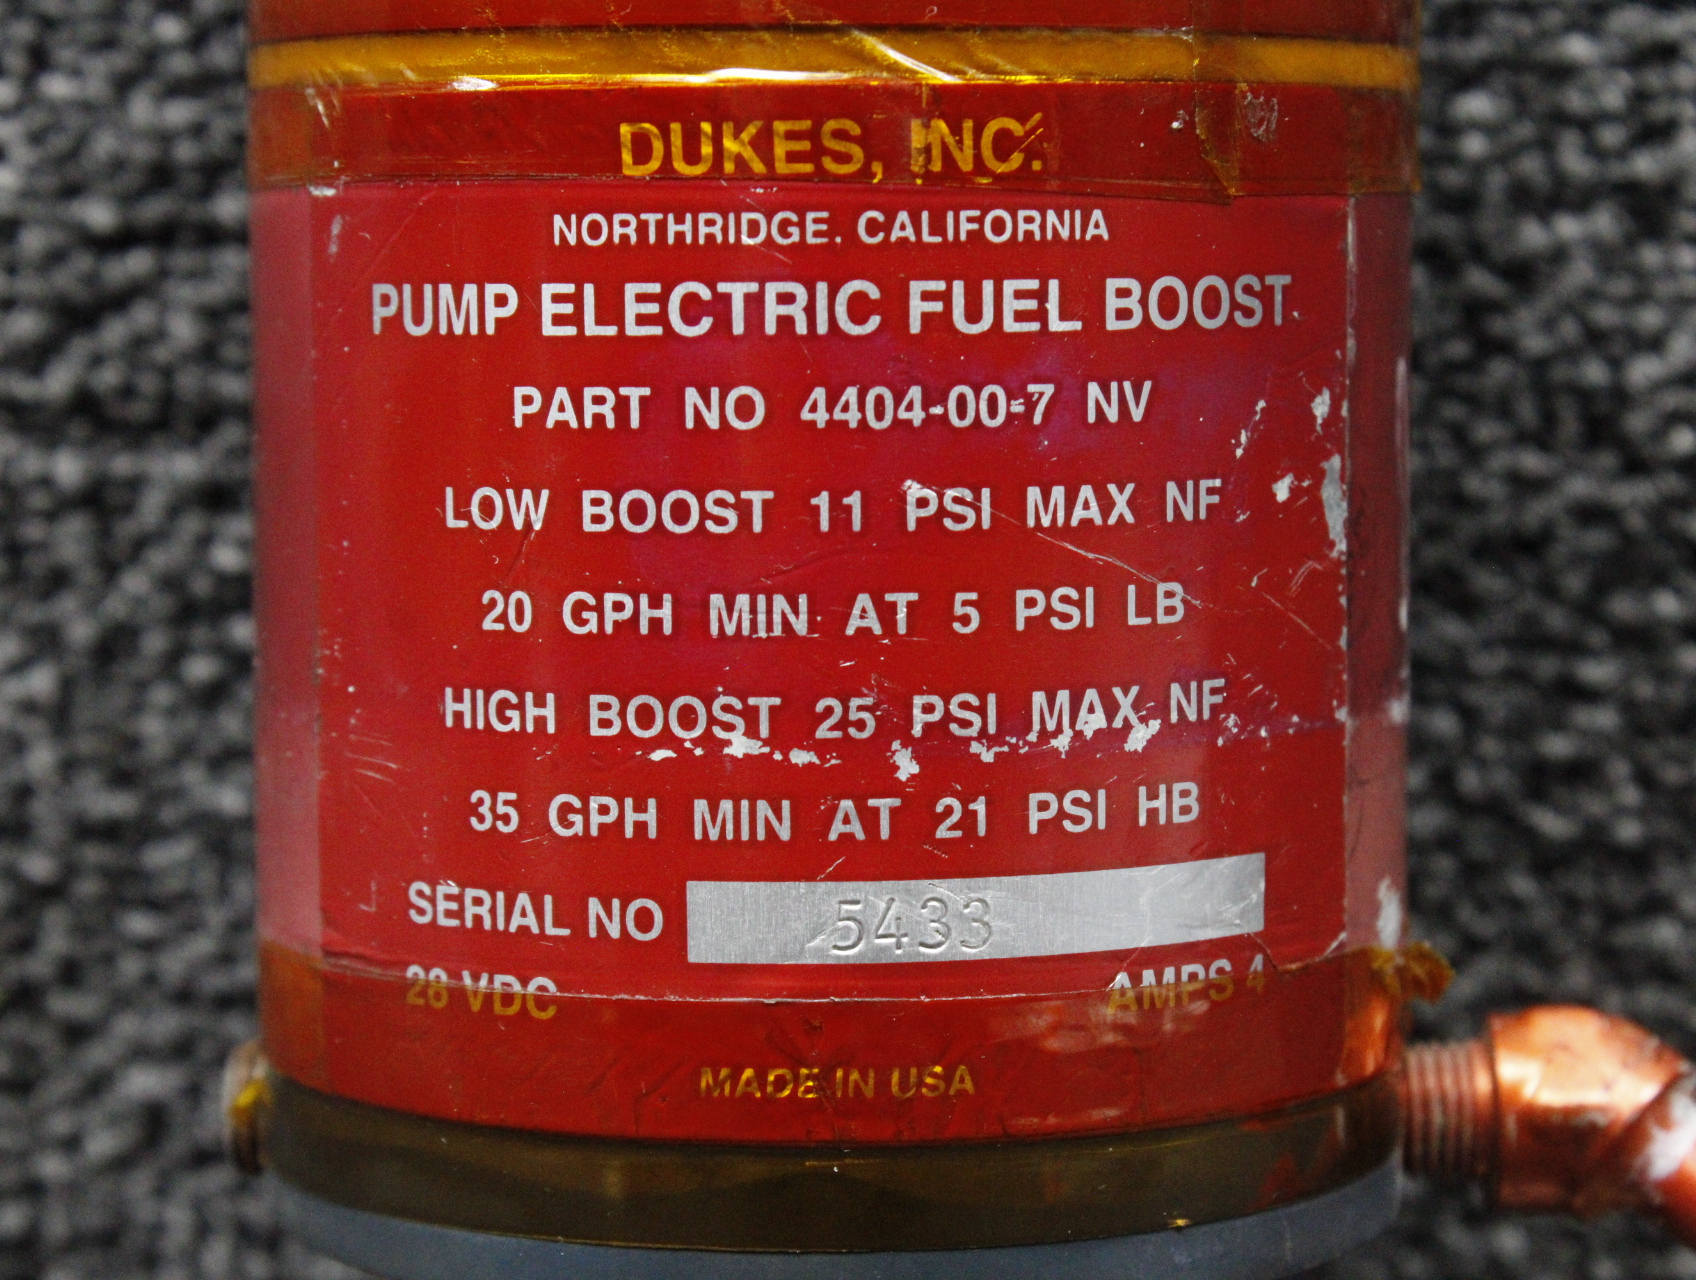 DUKES, INC.
NORTHRIDGE, CALIFORNIA
PUMP ELECTRIC FUEL BOOST
PART NO 4404-00-7 NV
LOW BOOST 11 PSI MAX NF
20 GPH MIN AT 5 PSI LB
HIGH BOOST 25 PSI MAX NF
35 GPH MIN AT 21 PSI HB
SERIAL NO 5433
28 VDC AMPS 4
MADE IN USA